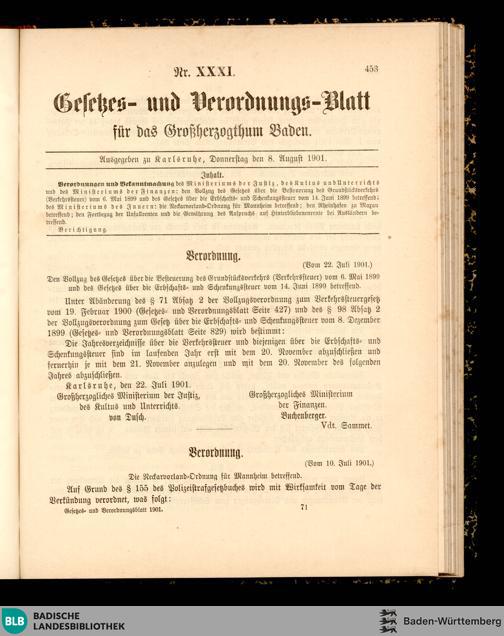 Nr. XXXI.
453
Gesetzes- und Verordnungs-Blatt
für das Großherzogthum Baden.
Ausgegeben zu Karlsruhe, Donnerstag den 8. August 1901.
Inhalt.
Verordnungen und Bekanntmachung des Ministeriums der Justiz, des Kultus und Unterrichts
und des Ministeriums der Finanzen: den Vollzug des Gesetzes über die Besteuerung des Grundstücksverkehrs
(Verkehrssteuer) vom 6. Mai 1899 und des Gesetzes über die Erbschafts- und Schenkungssteuer vom 14. Juni 1899 betreffend;
des Ministeriums des Innern: die Neckarvorland-Ordnung für Mannheim betreffend; den Rheinhafen zu Maxau
betreffend; den Fortbezug der Unfallrenten und die Gewährung des Anspruchs auf Hinterbliebenenrente bei Ausländern be-
treffend.
Berichtigung.
Verordnung.
(Vom 22. Juli 1901.)
Den Vollzug des Gesetzes über die Besteuerung des Grundstücksverkehrs (Verkehrssteuer) vom 6. Mai 1899
und des Gesetzes über die Erbschafts- und Schenkungssteuer vom 14. Juni 1899 betreffend.
Unter Abänderung des § 71 Absatz 2 der Vollzugsverordnung zum Verkehrssteuergesetz
vom 19. Februar 1900 (Gesetzes- und Verordnungsblatt Seite 427) und des § 98 Absatz 2
der Vollzugsverordnung zum Gesetz über die Erbschafts- und Schenkungssteuer vom 8. Dezember
1899 (Gesetzes- und Verordnungsblatt Seite 829) wird bestimmt:
Die Jahresverzeichnisse über die Verkehrssteuer und diejenigen über die Erbschafts- und
Schenkungssteuer sind im laufenden Jahr erst mit dem 20. November abzuschließen und
fernerhin je mit dem 21. November anzulegen und mit dem 20. November des folgenden
Jahres abzuschließen.
Karlsruhe, den 22. Juli 1901.
Großherzogliches Ministerium der Justiz,
des Kultus und Unterrichts.
von Dusch.
Großherzogliches Ministerium
der Finanzen.
Buchenberger.
Vdt. Sammet.
Verordnung.
(Vom 10. Juli 1901.)
Die Neckarvorland-Ordnung für Mannheim betreffend.
Auf Grund des § 155 des Polizeistrafgesetzbuches wird mit Wirksamkeit vom Tage der
Verkündung verordnet, was folgt:
Gesetzes- und Verordnungsblatt 1901.
71
BLB
BADISCHE
LANDESBIBLIOTHEK
Baden-Württemberg